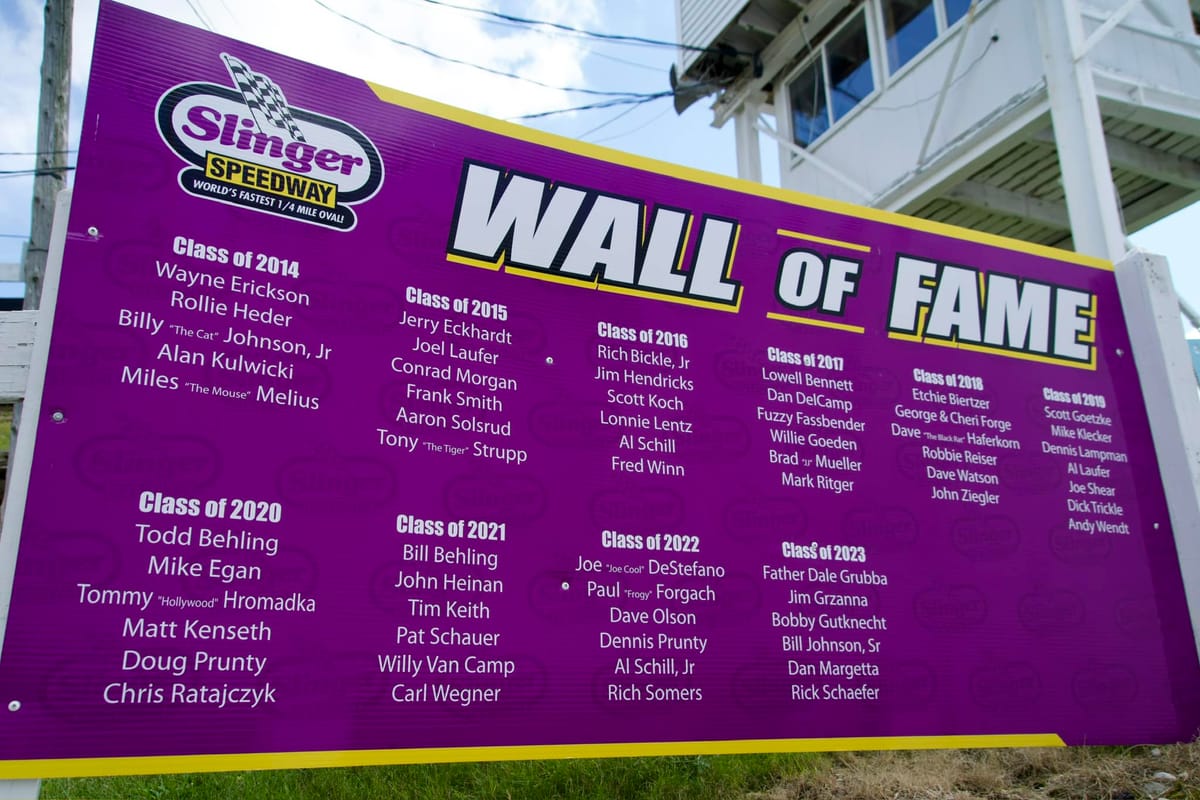 Slinger
SPEEDWAY
WORLD'S FASTEST 1/4 MILE OVAL!
WALL OF FAME
Class of 2014
Wayne Erickson
Rollie Heder
Billy "The Cat" Johnson, Jr
Alan Kulwicki
Miles "The Mouse" Melius
Class of 2015
Jerry Eckhardt
Joel Laufer
Conrad Morgan
Frank Smith
Aaron Solsrud
Tony "The Tiger" Strupp
Class of 2016
Rich Bickle, Jr
Jim Hendricks
Scott Koch
Lonnie Lentz
Al Schill
Fred Winn
Class of 2017
Lowell Bennett
Dan DelCamp
Fuzzy Fassbender
Willie Goeden
Brad "JJ" Mueller
Mark Ritger
Class of 2018
Etchie Biertzer
George & Cheri Forge
Dave "The Black Rat" Haferkorn
Robbie Reiser
Dave Watson
John Ziegler
Class of 2019
Scott Goetzke
Mike Klecker
Dennis Lampman
Al Laufer
Joe Shear
Dick Trickle
Andy Wendt
Class of 2020
Todd Behling
Mike Egan
Tommy "Hollywood" Hromadka
Matt Kenseth
Doug Prunty
Chris Ratajczyk
Class of 2021
Bill Behling
John Heinan
Tim Keith
Pat Schauer
Willy Van Camp
Carl Wegner
Class of 2022
Joe "Joe Cool" DeStefano
Paul "Frogy" Forgach
Dave Olson
Dennis Prunty
Al Schill, Jr
Rich Somers
Class of 2023
Father Dale Grubba
Jim Grzanna
Bobby Gutknecht
Bill Johnson, Sr
Dan Margetta
Rick Schaefer